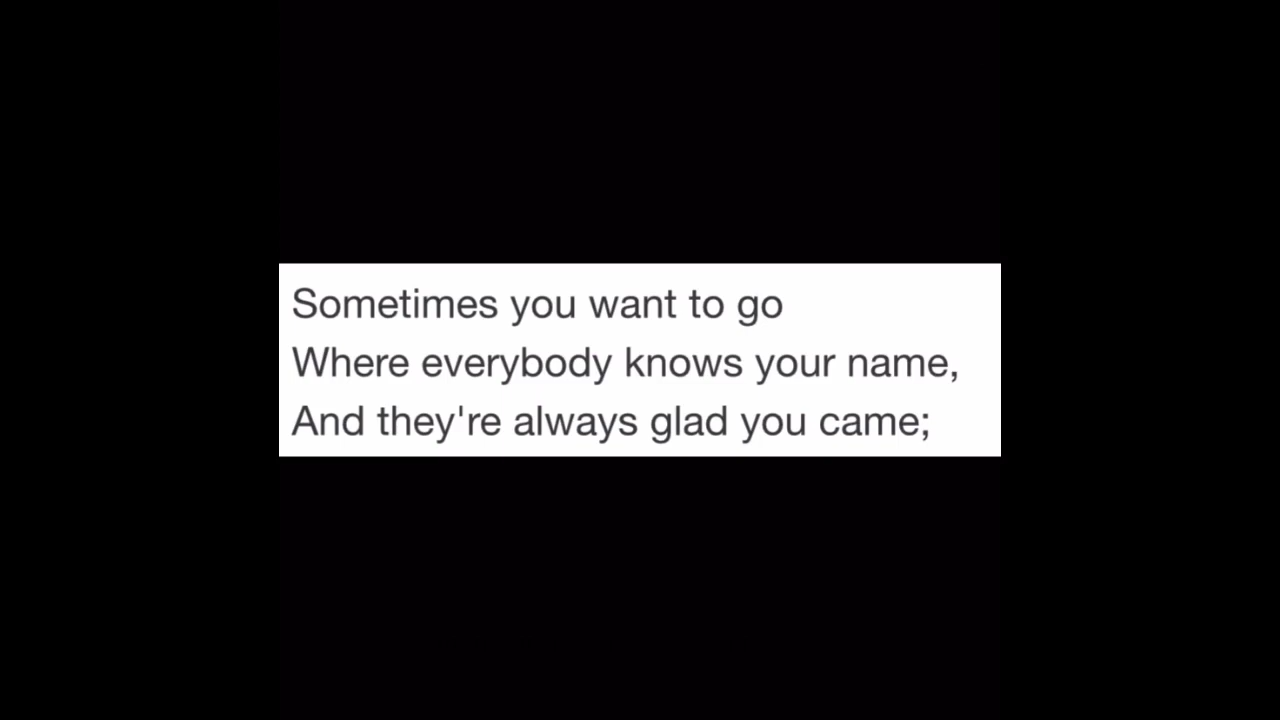 Sometimes you want to go
Where everybody knows your name,
And they're always glad you came;